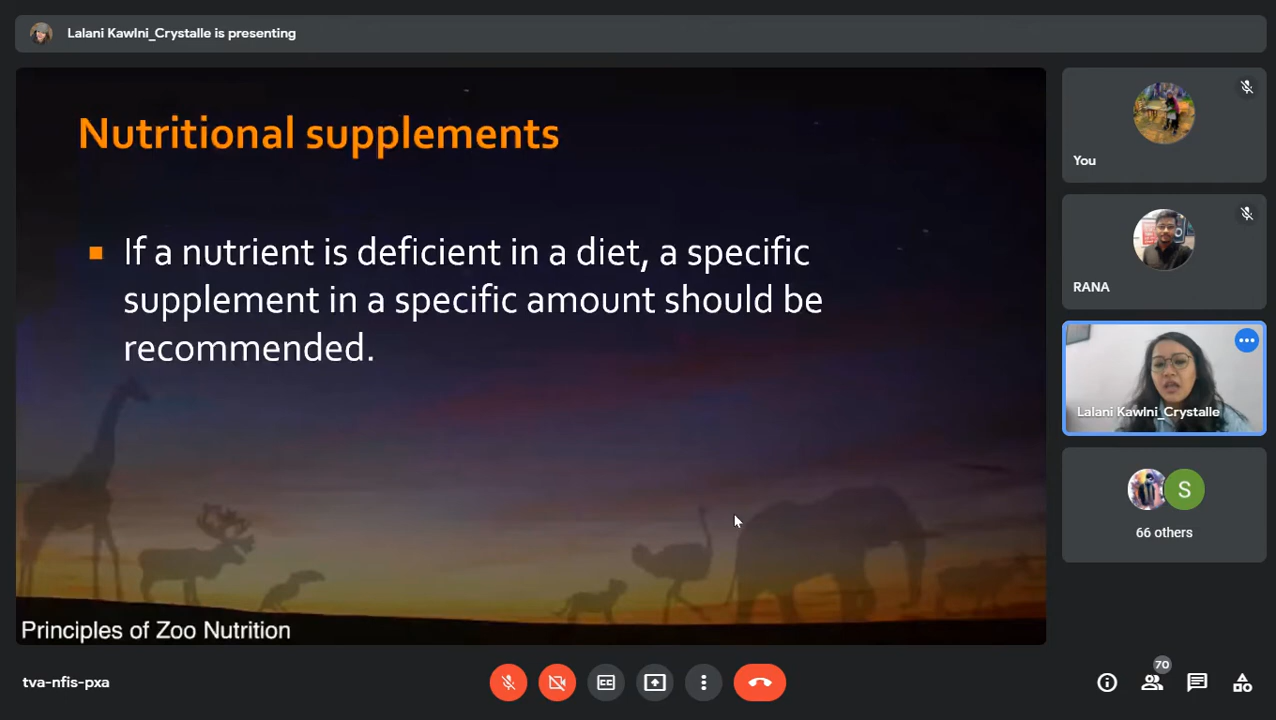 Lalani Kawlni_Crystalle is presenting
Nutritional supplements
If a nutrient is deficient in a diet, a specific
supplement in a specific amount should be
recommended.
Principles of Zoo Nutrition
You
RANA
Lalani Kawlni_Crystalle
S
66 others
tva-nfis-pxa
CC
70